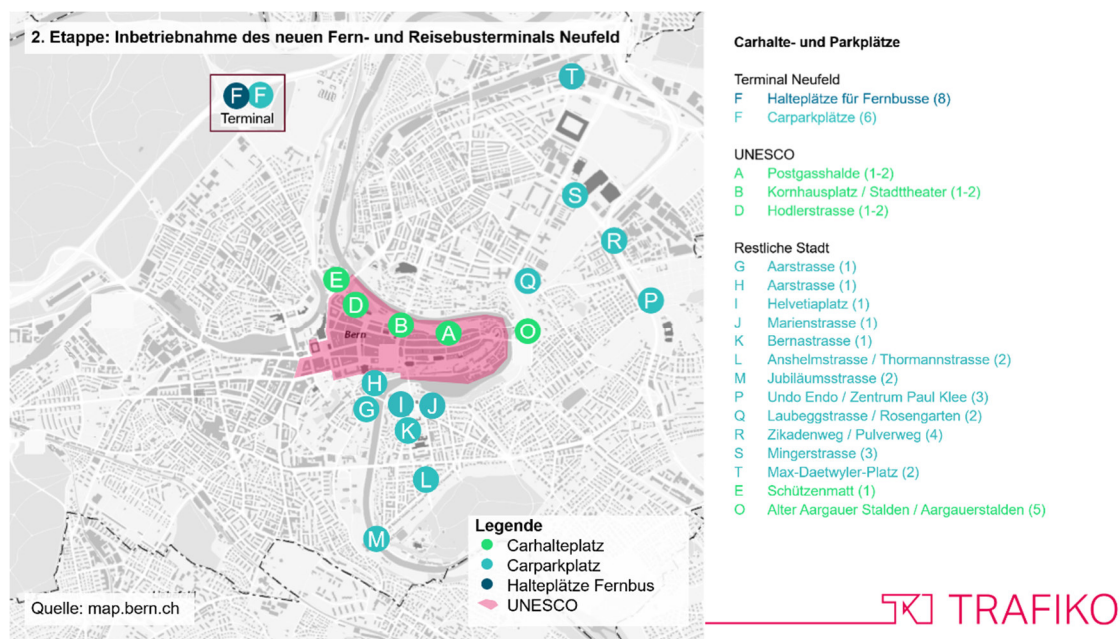 2. Etappe: Inbetriebnahme des neuen Fern- und Reisebusterminals Neufeld
F F
Terminal
T
S
R
Q
P
E
D
B
A
O
Bern
H
G
I
J
K
L
M
Legende
Carhalteplatz
Carparkplatz
Halteplätze Fernbus
UNESCO
Quelle: map.bern.ch
Carhalte- und Parkplätze
Terminal Neufeld
F Halteplätze für Fernbusse (8)
F Carparkplätze (6)
UNESCO
A Postgasshalde (1-2)
B Kornhausplatz / Stadttheater (1-2)
D Hodlerstrasse (1-2)
Restliche Stadt
G Aarstrasse (1)
H Aarstrasse (1)
I Helvetiaplatz (1)
J Marienstrasse (1)
K Bernastrasse (1)
L Anshelmstrasse / Thormannstrasse (2)
M Jubiläumsstrasse (2)
P Undo Endo / Zentrum Paul Klee (3)
Q Laubeggstrasse / Rosengarten (2)
R Zikadenweg / Pulverweg (4)
S Mingerstrasse (3)
T Max-Daetwyler-Platz (2)
E Schützenmatt (1)
O Alter Aargauer Stalden / Aargauerstalden (5)
TRAFIKO